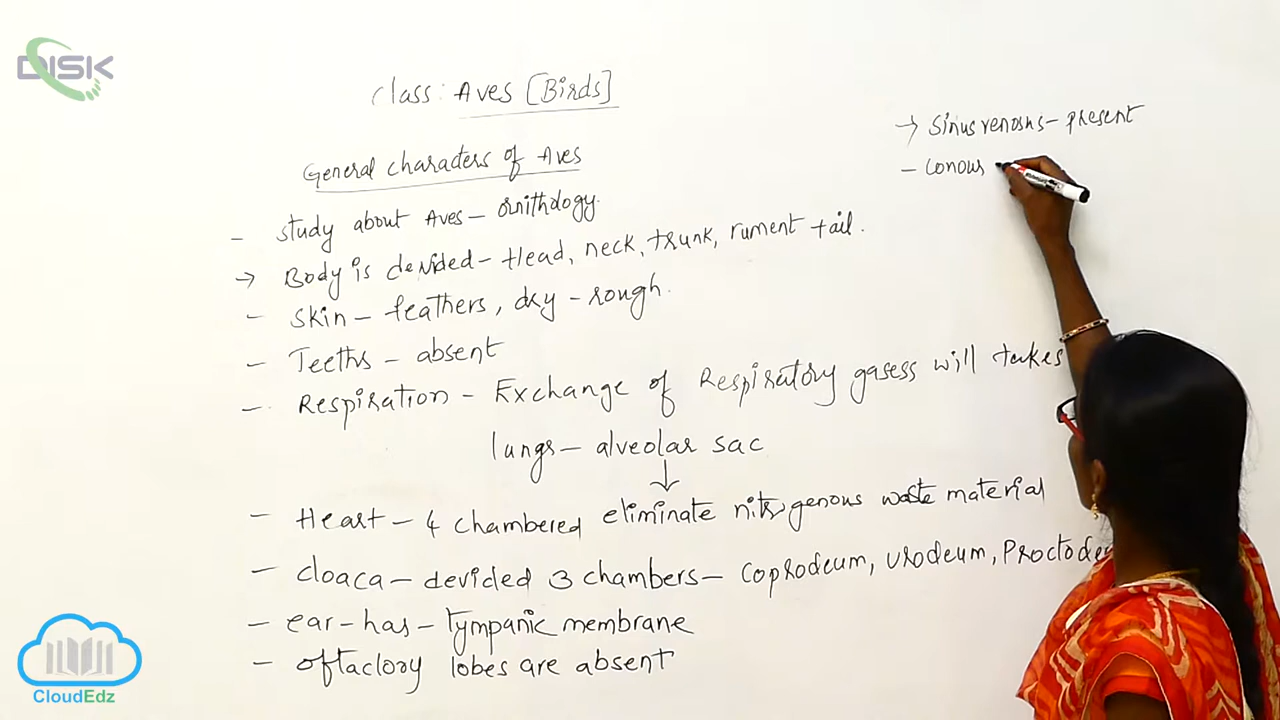 DISK
Class: Aves [Birds]
General characters of Aves
- study about Aves - ornithology.
→ Body is devided - Head, neck, trunk, rument tail.
- skin - feathers, dry - rough.
- Teeths - absent
- Respiration - Exchange of Respiratory gasess will takes
lungs - alveolar sac
↓
- Heart - 4 chambered eliminate nitrogenous waste material
- cloaca - devided 3 chambers - coprodeum, urodeum, Proctode
- ear - has - Tympanic membrane
- oftaclory lobes are absent
→ Sinus venosus - present
- conous
CloudEdz